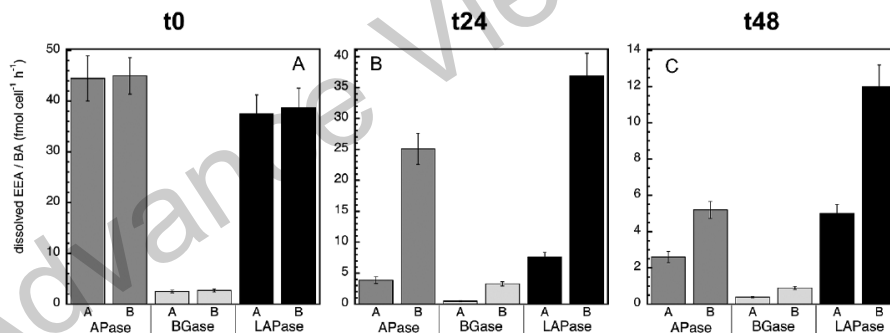 t0
t24
t48
dissolved EEA / BA (fmol cell⁻¹ h⁻¹)
50
40
30
20
10
0
A
A B A B A B
APase BGase LAPase
40
35
30
25
20
15
10
5
0
B
A B A B A B
APase BGase LAPase
14
12
10
8
6
4
2
0
C
A B A B A B
APase BGase LAPase
Advance Vie